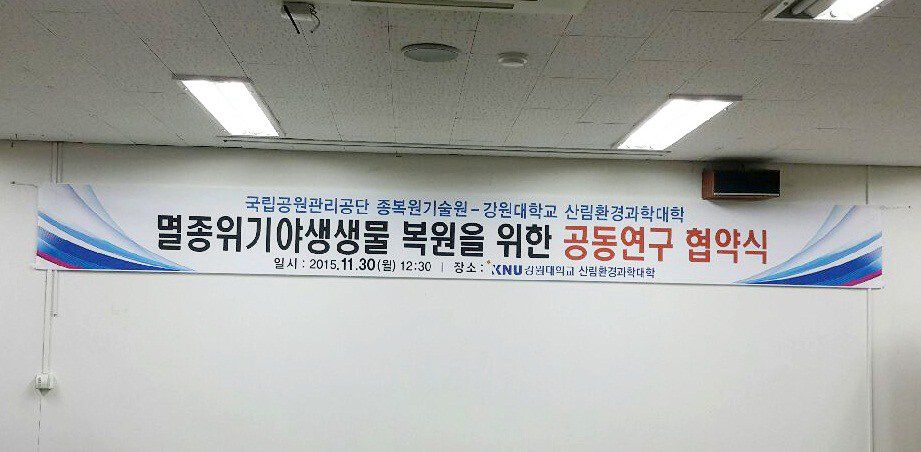 국립공원관리공단 종복원기술원-강원대학교 산림환경과학대학
멸종위기야생생물 복원을 위한 공동연구 협약식
일시 : 2015.11.30(월) 12:30 | 장소 : KNU 강원대학교 산림환경과학대학